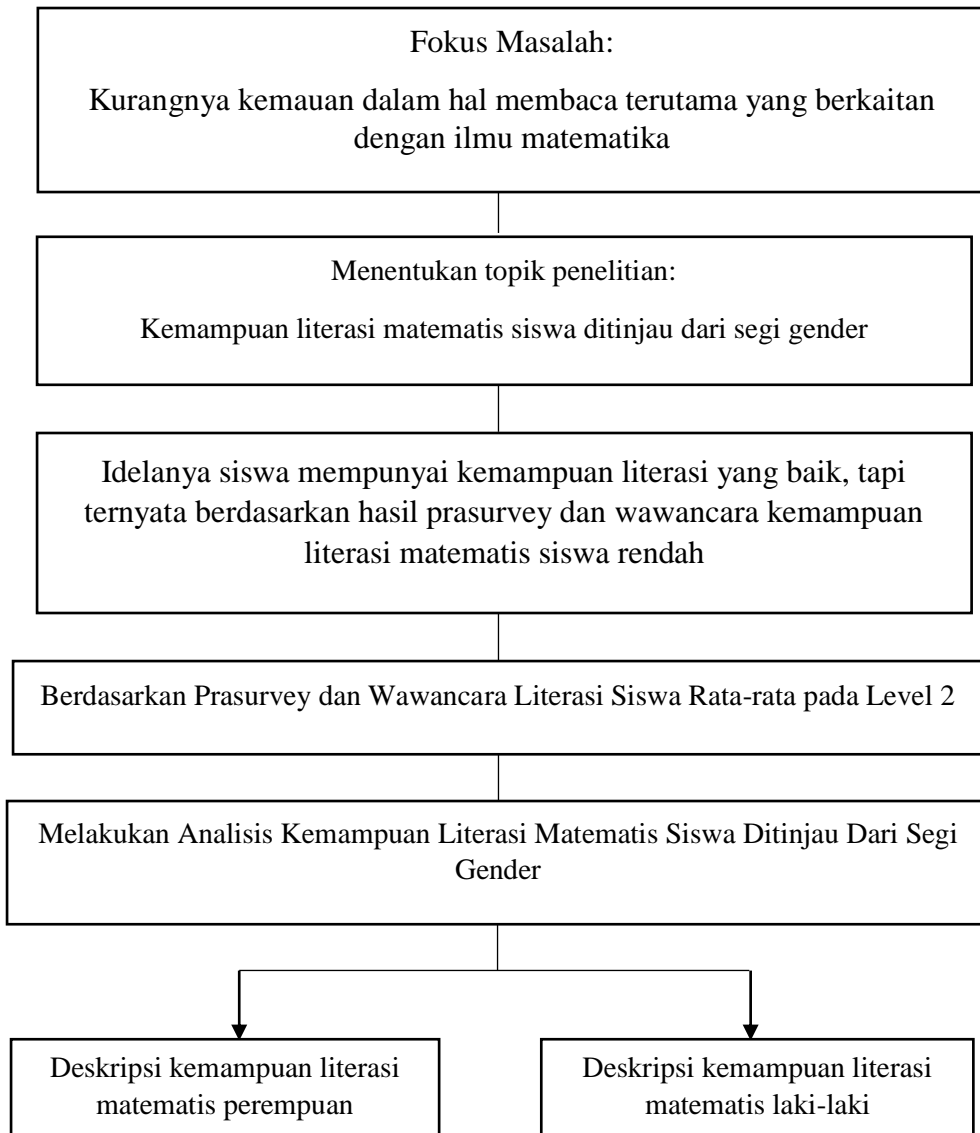 Fokus Masalah:
Kurangnya kemauan dalam hal membaca terutama yang berkaitan
dengan ilmu matematika
Menentukan topik penelitian:
Kemampuan literasi matematis siswa ditinjau dari segi gender
Idelanya siswa mempunyai kemampuan literasi yang baik, tapi
ternyata berdasarkan hasil prasurvey dan wawancara kemampuan
literasi matematis siswa rendah
Berdasarkan Prasurvey dan Wawancara Literasi Siswa Rata-rata pada Level 2
Melakukan Analisis Kemampuan Literasi Matematis Siswa Ditinjau Dari Segi
Gender
Deskripsi kemampuan literasi
matematis perempuan
Deskripsi kemampuan literasi
matematis laki-laki